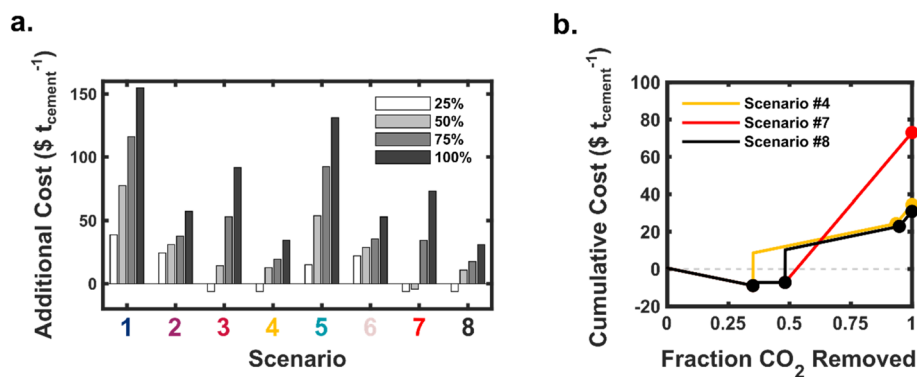 a.
Additional Cost ($ t_cement^-1)
150
100
50
0
25%
50%
75%
100%
1 2 3 4 5 6 7 8
Scenario
b.
Cumulative Cost ($ t_cement^-1)
100
80
60
40
20
0
-20
Scenario #4
Scenario #7
Scenario #8
0 0.25 0.5 0.75 1
Fraction CO₂ Removed